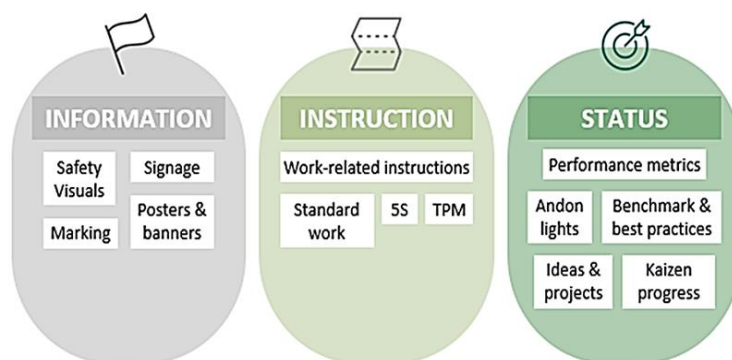 INFORMATION
Safety
Visuals
Signage
Marking
Posters &
banners
INSTRUCTION
Work-related instructions
Standard
work
5S
TPM
STATUS
Performance metrics
Andon
lights
Benchmark &
best practices
Ideas &
projects
Kaizen
progress